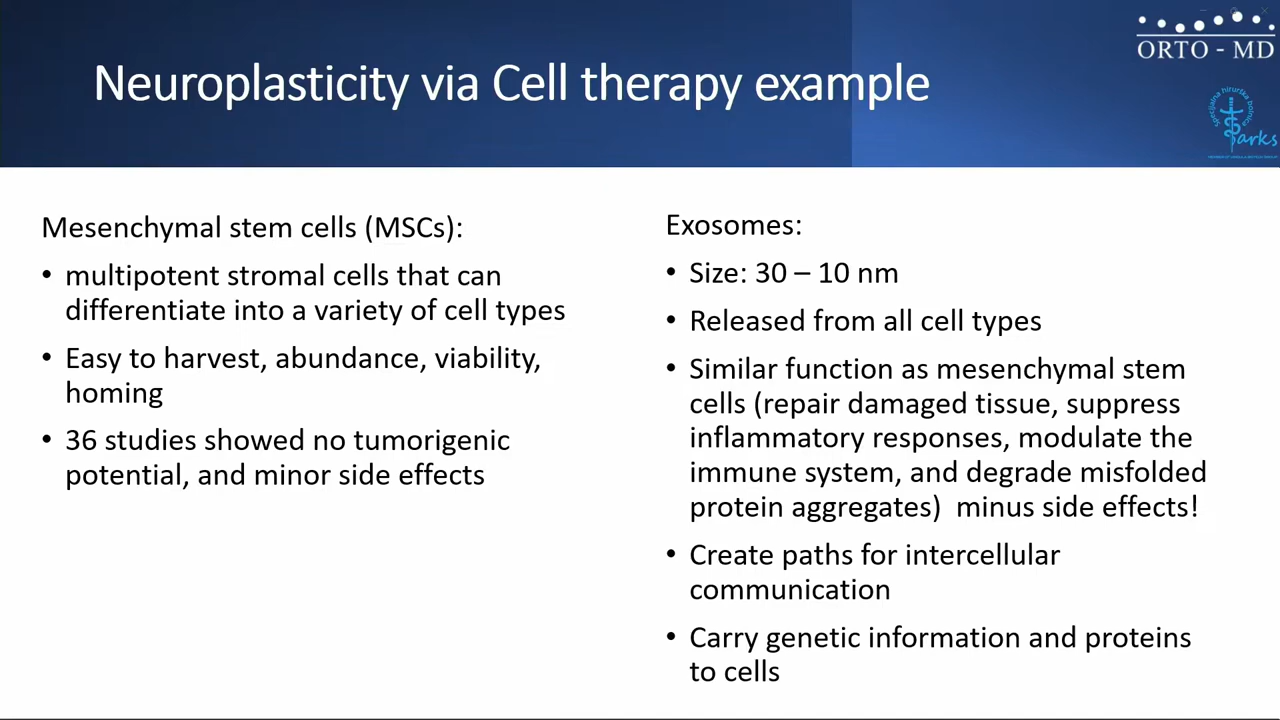 Neuroplasticity via Cell therapy example
ORTO - MD
specijalna hirurška bolnica
Parks
Mesenchymal stem cells (MSCs):
• multipotent stromal cells that can
differentiate into a variety of cell types
• Easy to harvest, abundance, viability,
homing
• 36 studies showed no tumorigenic
potential, and minor side effects
Exosomes:
• Size: 30 – 10 nm
• Released from all cell types
• Similar function as mesenchymal stem
cells (repair damaged tissue, suppress
inflammatory responses, modulate the
immune system, and degrade misfolded
protein aggregates)  minus side effects!
• Create paths for intercellular
communication
• Carry genetic information and proteins
to cells